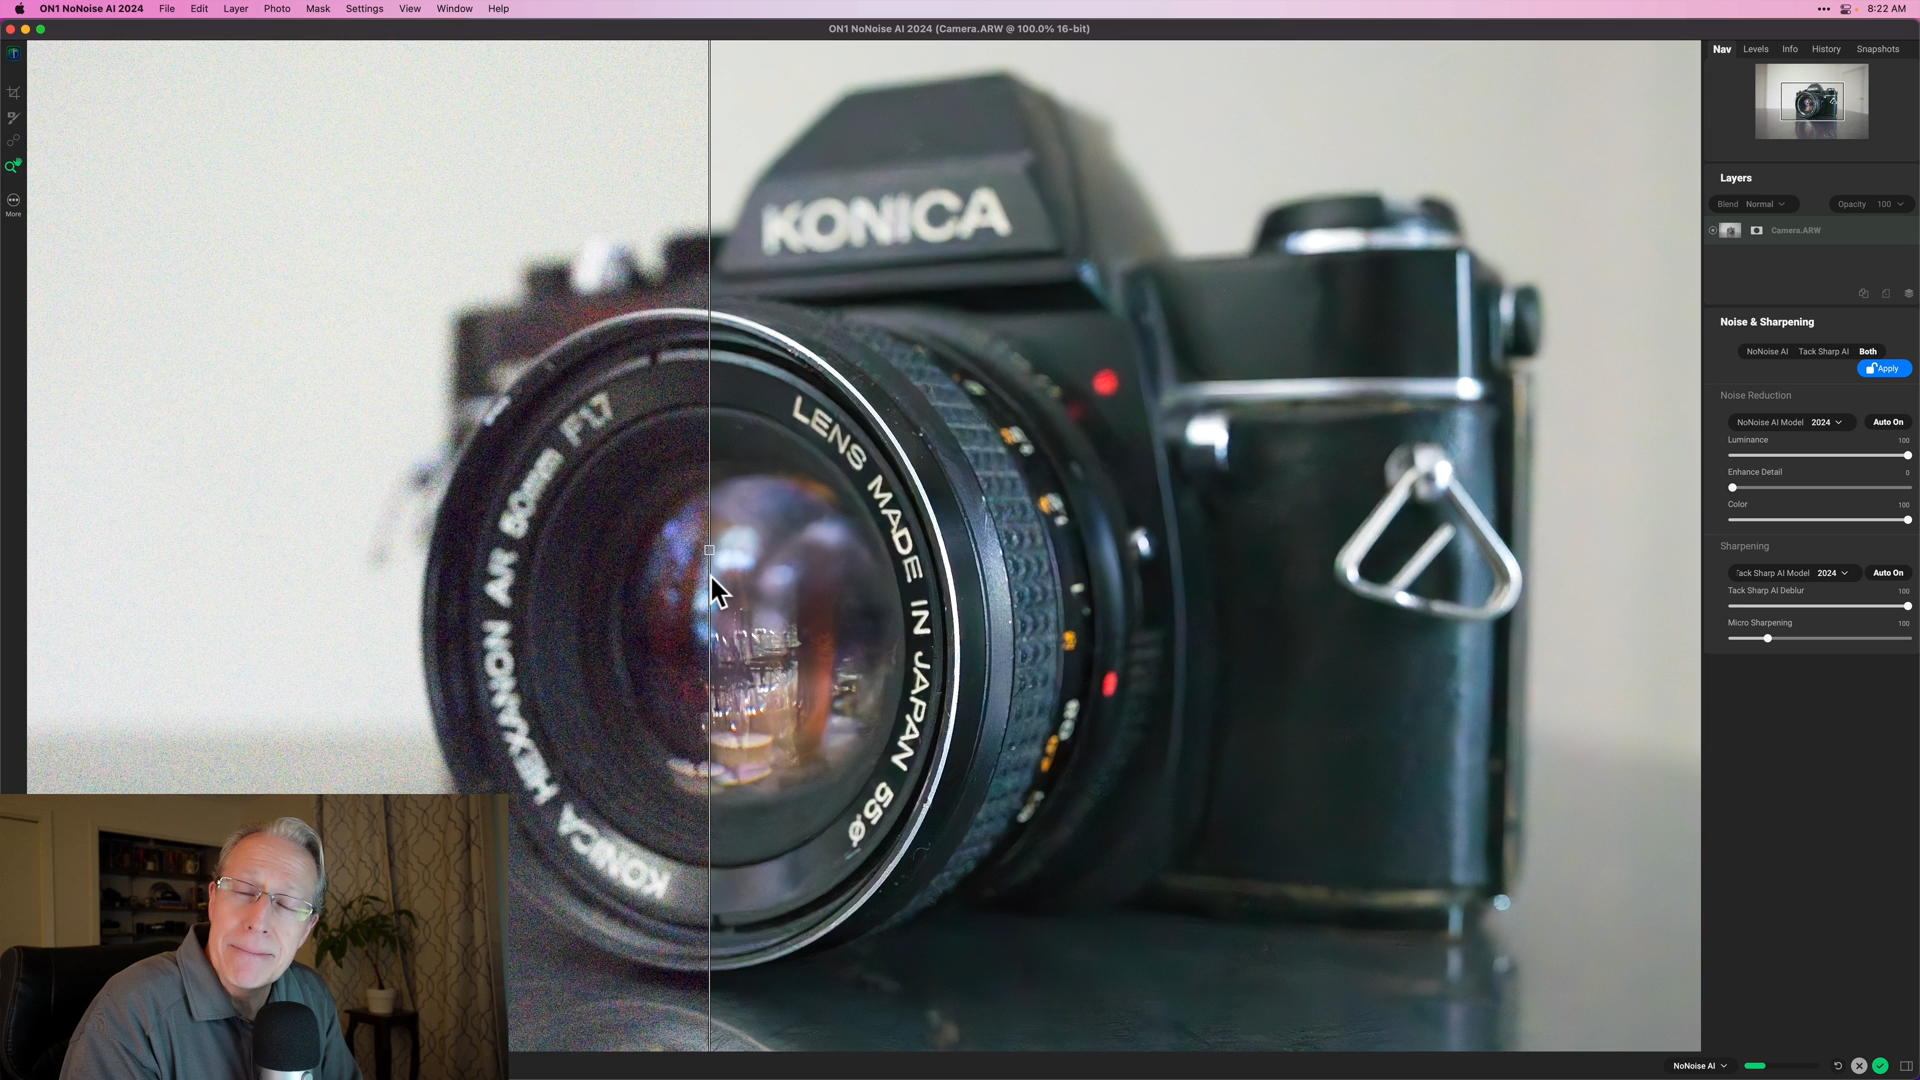 ON1 NoNoise AI 2024 File Edit Layer Photo Mask Settings View Window Help 8:22 AM
ON1 NoNoise AI 2024 (Camera.ARW @ 100.0% 16-bit)
Nav Levels Info History Snapshots
More
Layers
Blend Normal Opacity 100
Camera.ARW
Noise & Sharpening
NoNoise AI Tack Sharp AI Both
Apply
Noise Reduction
NoNoise AI Model 2024 Auto On
Luminance 100
Enhance Detail 0
Color 100
Sharpening
Tack Sharp AI Model 2024 Auto On
Tack Sharp AI Deblur 100
Micro Sharpening 100
KONICA
KONICA HEXANON AR 50mm F1.7
LENS MADE IN JAPAN 55ø
NoNoise AI